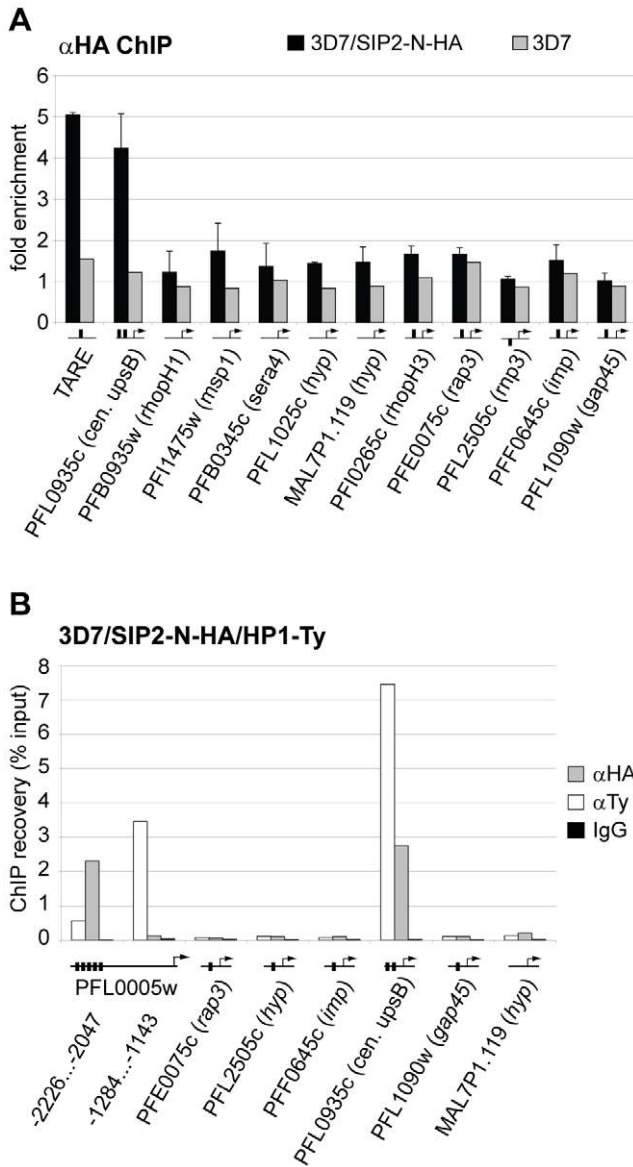 A
αHA ChIP
3D7/SIP2-N-HA
3D7
fold enrichment
6
5
4
3
2
1
0
TARE
PFL0935c (cen. upsB)
PFB0935w (rhopH1)
PFI1475w (msp1)
PFB0345c (sera4)
PFL1025c (hyp)
MAL7P1.119 (hyp)
PFI0265c (rhopH3)
PFE0075c (rap3)
PFL2505c (rnp3)
PFF0645c (imp)
PFL1090w (gap45)
B
3D7/SIP2-N-HA/HP1-Ty
ChIP recovery (% input)
8
7
6
5
4
3
2
1
0
αHA
αTy
IgG
PFL0005w
-2226...-2047
-1284...-1143
PFE0075c (rap3)
PFL2505c (hyp)
PFF0645c (imp)
PFL0935c (cen. upsB)
PFL1090w (gap45)
MAL7P1.119 (hyp)